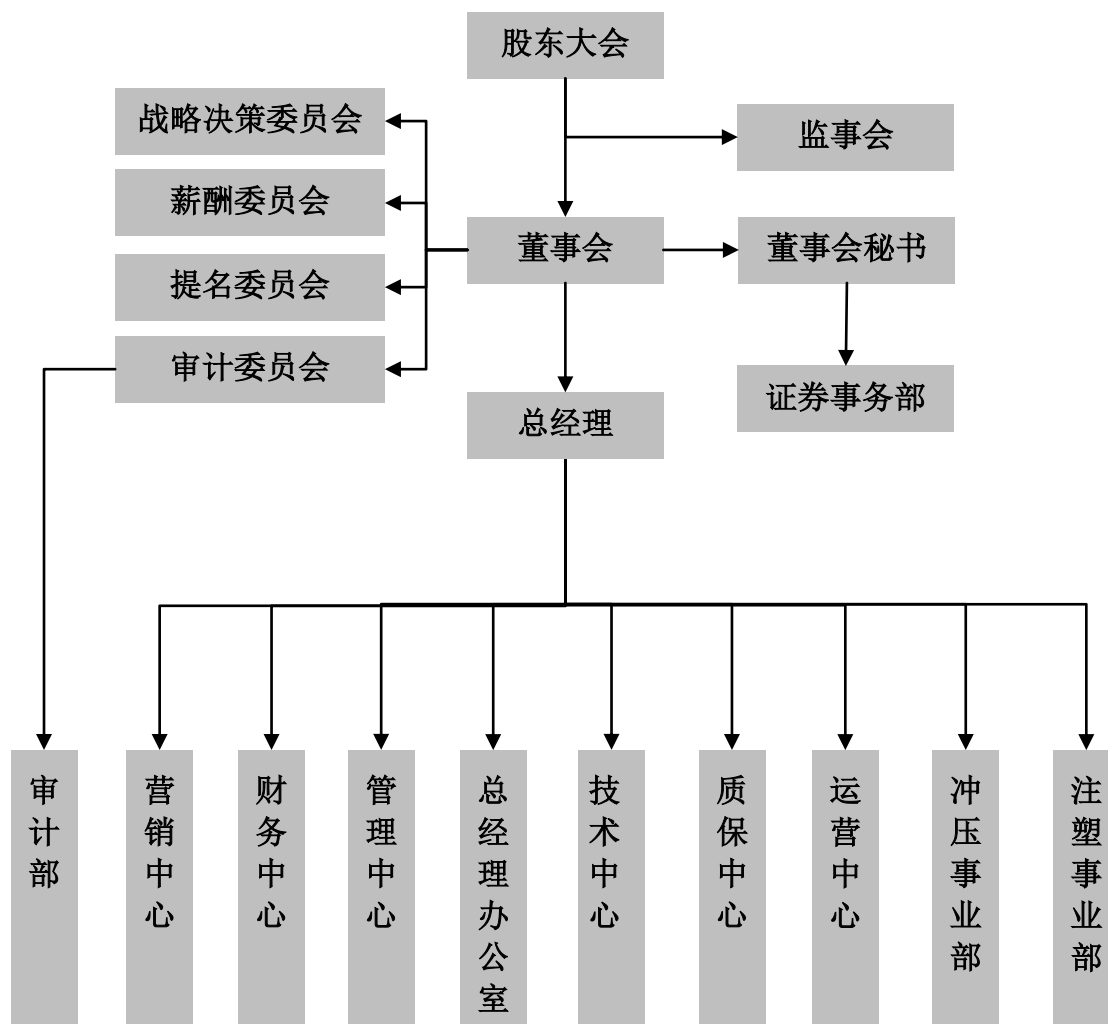 股东大会
战略决策委员会
监事会
薪酬委员会
董事会
董事会秘书
提名委员会
审计委员会
证券事务部
总经理
审计部
营销中心
财务中心
管理中心
总经理办公室
技术中心
质保中心
运营中心
冲压事业部
注塑事业部